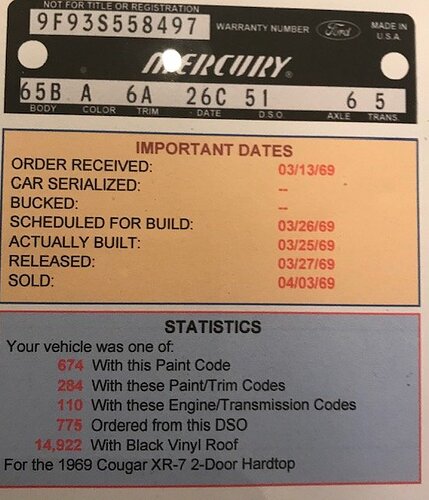 NOT FOR TITLE OR REGISTRATION
9F93S558497 WARRANTY NUMBER Ford MADE IN U.S.A.
MERCURY®
65B A 6A 26C 51 6 5
BODY COLOR TRIM DATE D.S.O. AXLE TRANS.
IMPORTANT DATES
ORDER RECEIVED: 03/13/69
CAR SERIALIZED: --
BUCKED: --
SCHEDULED FOR BUILD: 03/26/69
ACTUALLY BUILT: 03/25/69
RELEASED: 03/27/69
SOLD: 04/03/69
STATISTICS
Your vehicle was one of:
674 With this Paint Code
284 With these Paint/Trim Codes
110 With these Engine/Transmission Codes
775 Ordered from this DSO
14,922 With Black Vinyl Roof
For the 1969 Cougar XR-7 2-Door Hardtop